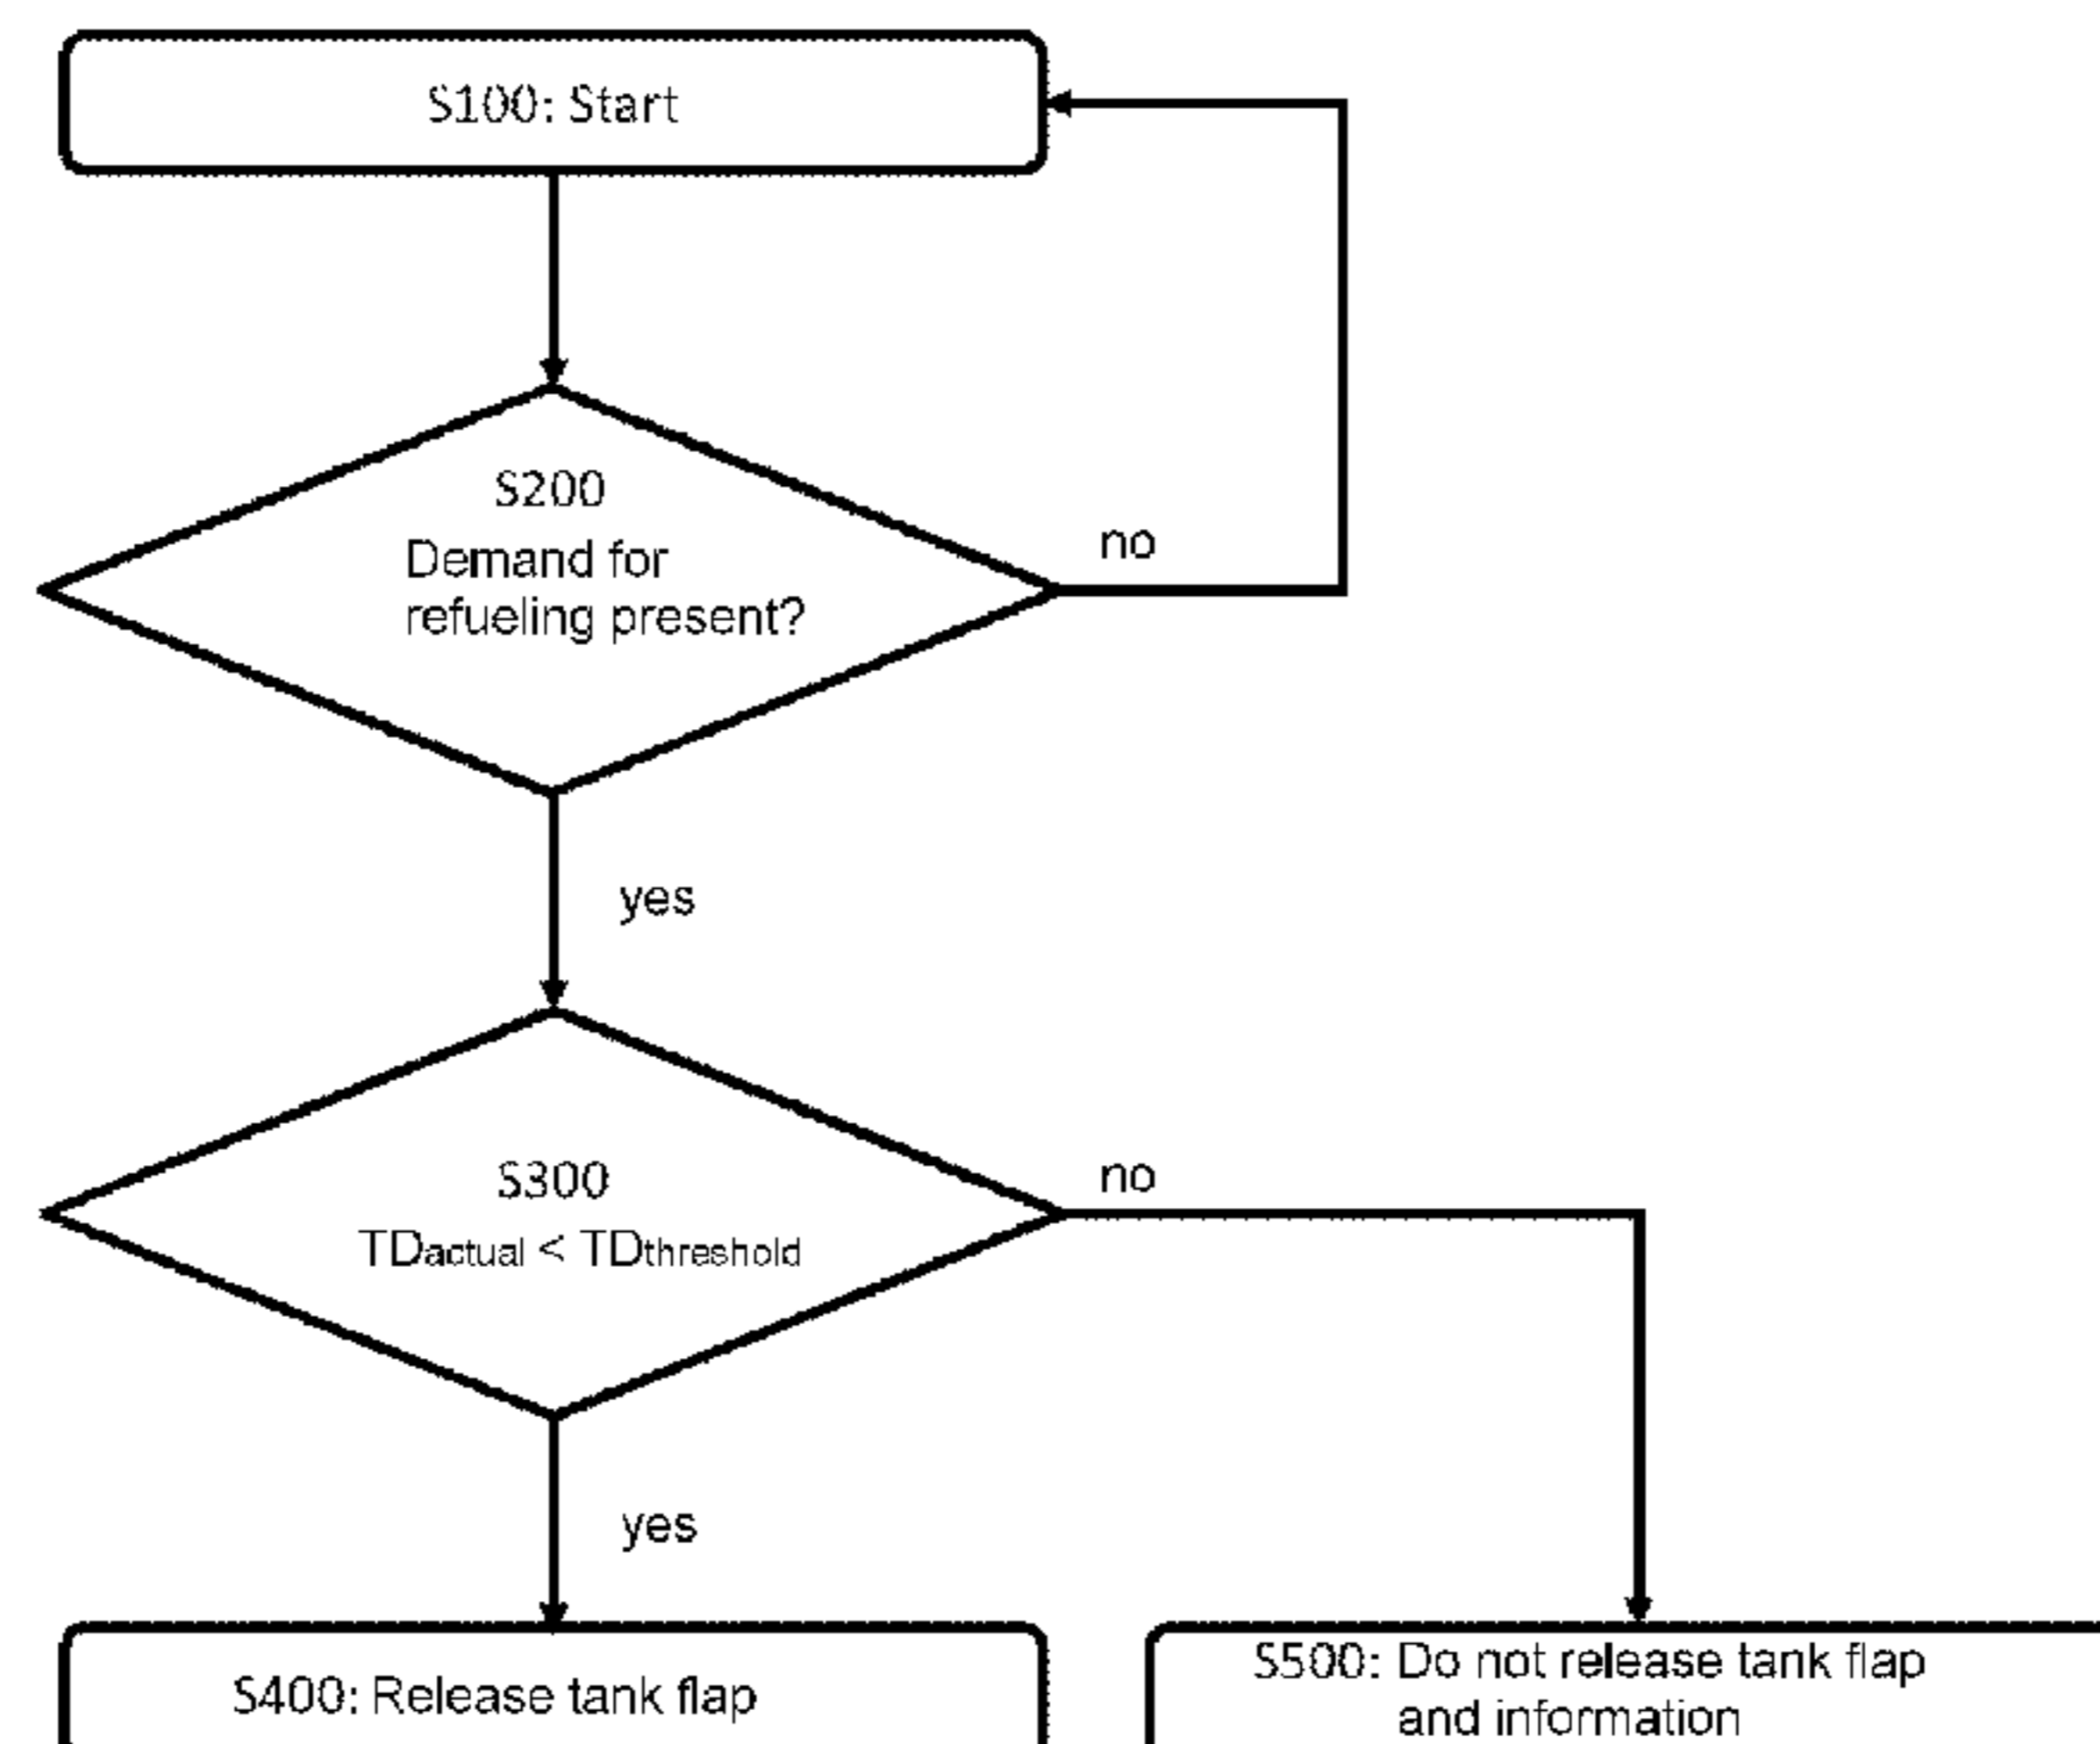 S100: Start
S200
Demand for
refueling present?
no
yes
S300
TDactual < TDthreshold
no
yes
S400: Release tank flap
S500: Do not release tank flap
and information